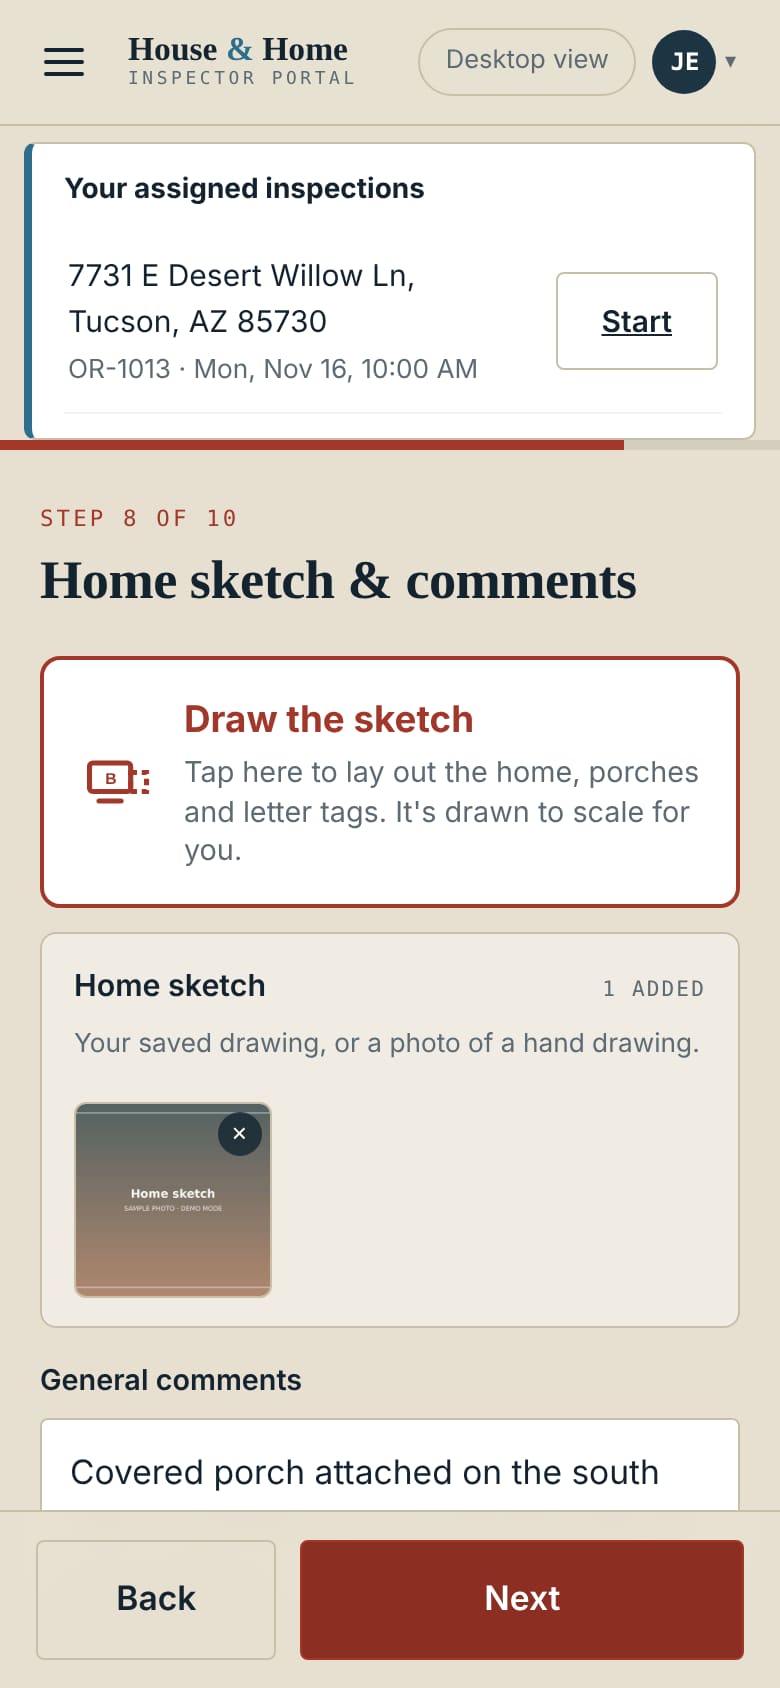 House & Home
INSPECTOR PORTAL
Desktop view
JE
Your assigned inspections
7731 E Desert Willow Ln,
Tucson, AZ 85730
OR-1013 · Mon, Nov 16, 10:00 AM
Start
STEP 8 OF 10
Home sketch & comments
B
Draw the sketch
Tap here to lay out the home, porches
and letter tags. It's drawn to scale for
you.
Home sketch
1 ADDED
Your saved drawing, or a photo of a hand drawing.
Home sketch
SAMPLE PHOTO · DEMO MODE
General comments
Covered porch attached on the south
Back
Next